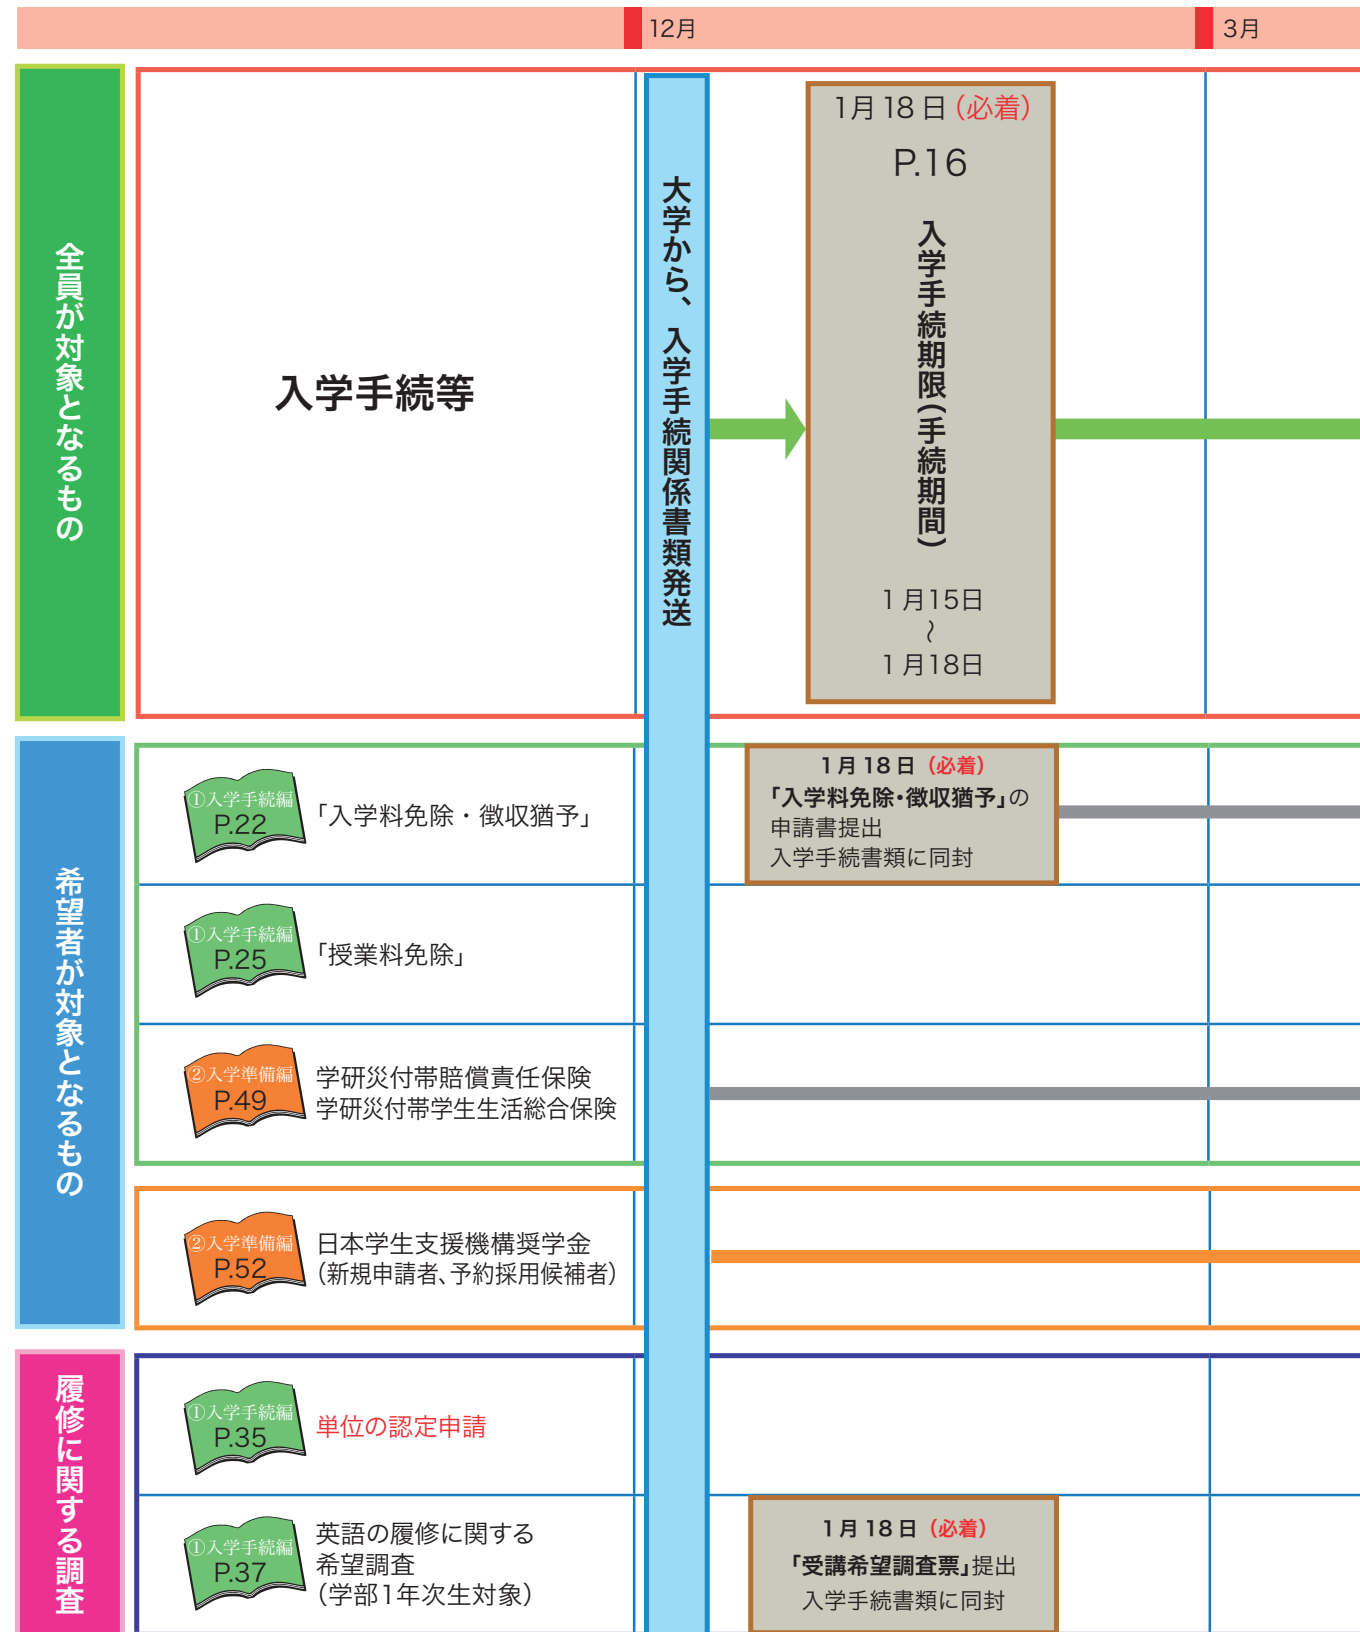 12月
3月
全員が対象となるもの
入学手続等
大学から、入学手続関係書類発送
1月18日(必着)
P.16
入学手続期限(手続期間)
1月15日
〜
1月18日
希望者が対象となるもの
①入学手続編
P.22
「入学料免除・徴収猶予」
1月18日(必着)
「入学料免除・徴収猶予」の
申請書提出
入学手続書類に同封
①入学手続編
P.25
「授業料免除」
②入学準備編
P.49
学研災付帯賠償責任保険
学研災付帯学生生活総合保険
②入学準備編
P.52
日本学生支援機構奨学金
(新規申請者、予約採用候補者)
履修に関する調査
①入学手続編
P.35
単位の認定申請
①入学手続編
P.37
英語の履修に関する
希望調査
(学部1年次生対象)
1月18日(必着)
「受講希望調査票」提出
入学手続書類に同封